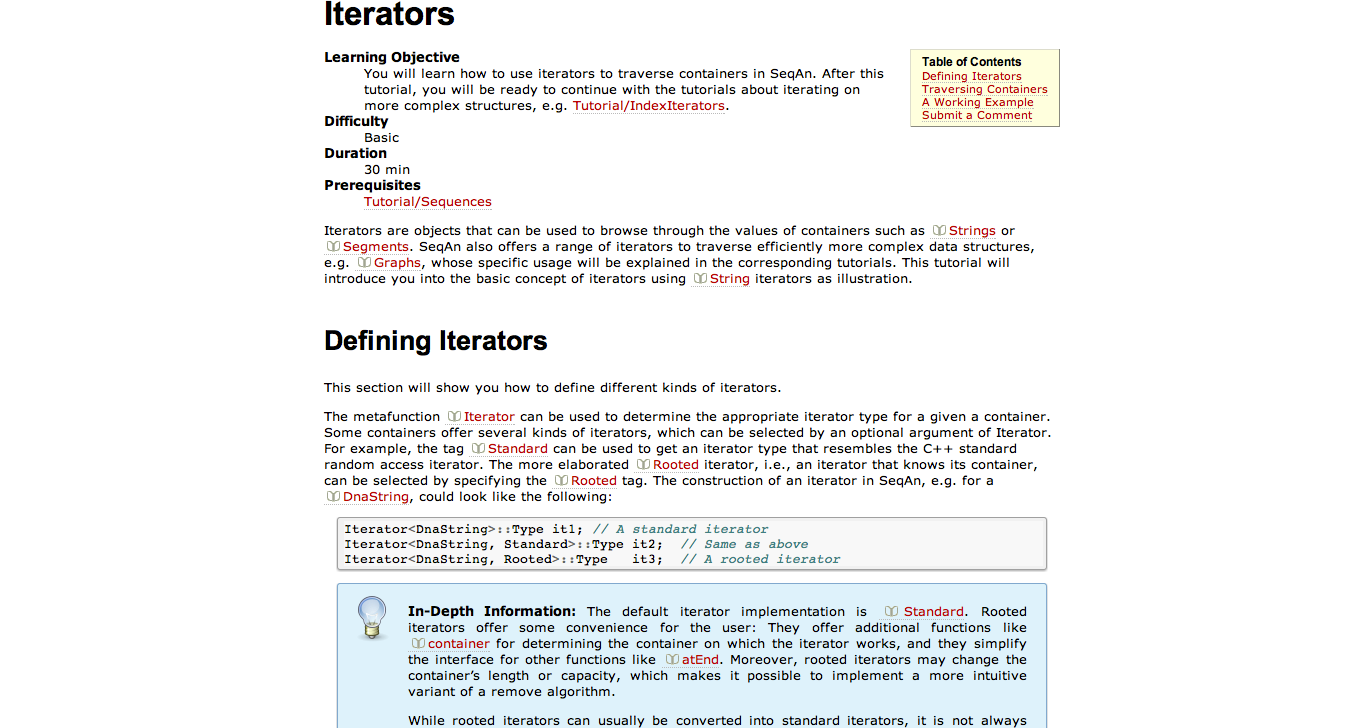 Iterators
Learning Objective
You will learn how to use iterators to traverse containers in SeqAn. After this
tutorial, you will be ready to continue with the tutorials about iterating on
more complex structures, e.g. Tutorial/IndexIterators.
Difficulty
Basic
Duration
30 min
Prerequisites
Tutorial/Sequences
Table of Contents
Defining Iterators
Traversing Containers
A Working Example
Submit a Comment
Iterators are objects that can be used to browse through the values of containers such as Strings or
Segments. SeqAn also offers a range of iterators to traverse efficiently more complex data structures,
e.g. Graphs, whose specific usage will be explained in the corresponding tutorials. This tutorial will
introduce you into the basic concept of iterators using String iterators as illustration.
Defining Iterators
This section will show you how to define different kinds of iterators.
The metafunction Iterator can be used to determine the appropriate iterator type for a given a container.
Some containers offer several kinds of iterators, which can be selected by an optional argument of Iterator.
For example, the tag Standard can be used to get an iterator type that resembles the C++ standard
random access iterator. The more elaborated Rooted iterator, i.e., an iterator that knows its container,
can be selected by specifying the Rooted tag. The construction of an iterator in SeqAn, e.g. for a
DnaString, could look like the following:
Iterator<DnaString>::Type it1; // A standard iterator
Iterator<DnaString, Standard>::Type it2;  // Same as above
Iterator<DnaString, Rooted>::Type   it3;  // A rooted iterator
In-Depth Information: The default iterator implementation is Standard. Rooted
iterators offer some convenience for the user: They offer additional functions like
container for determining the container on which the iterator works, and they simplify
the interface for other functions like atEnd. Moreover, rooted iterators may change the
container's length or capacity, which makes it possible to implement a more intuitive
variant of a remove algorithm.
While rooted iterators can usually be converted into standard iterators, it is not always